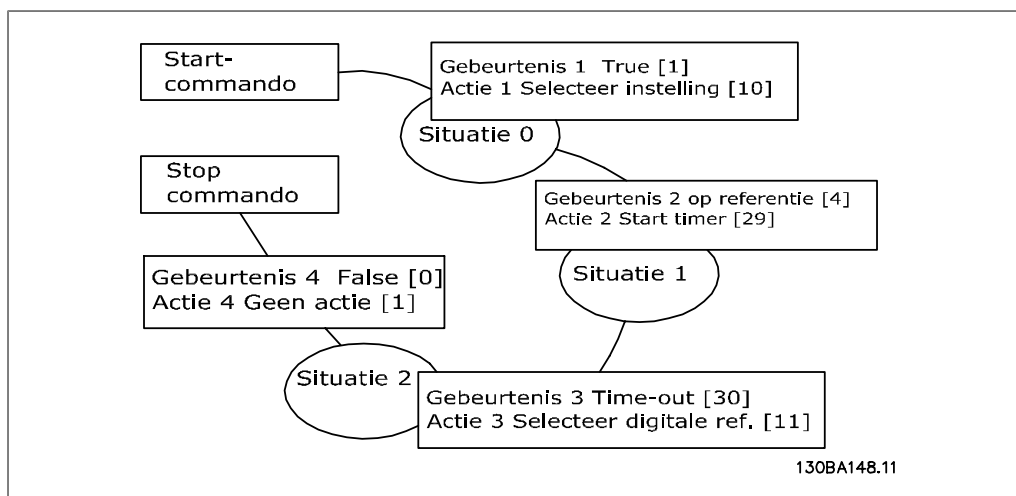 Start-
commando
Gebeurtenis 1 True [1]
Actie 1 Selecteer instelling [10]
Situatie 0
Stop
commando
Gebeurtenis 2 op referentie [4]
Actie 2 Start timer [29]
Situatie 1
Gebeurtenis 4 False [0]
Actie 4 Geen actie [1]
Situatie 2
Gebeurtenis 3 Time-out [30]
Actie 3 Selecteer digitale ref. [11]
130BA148.11